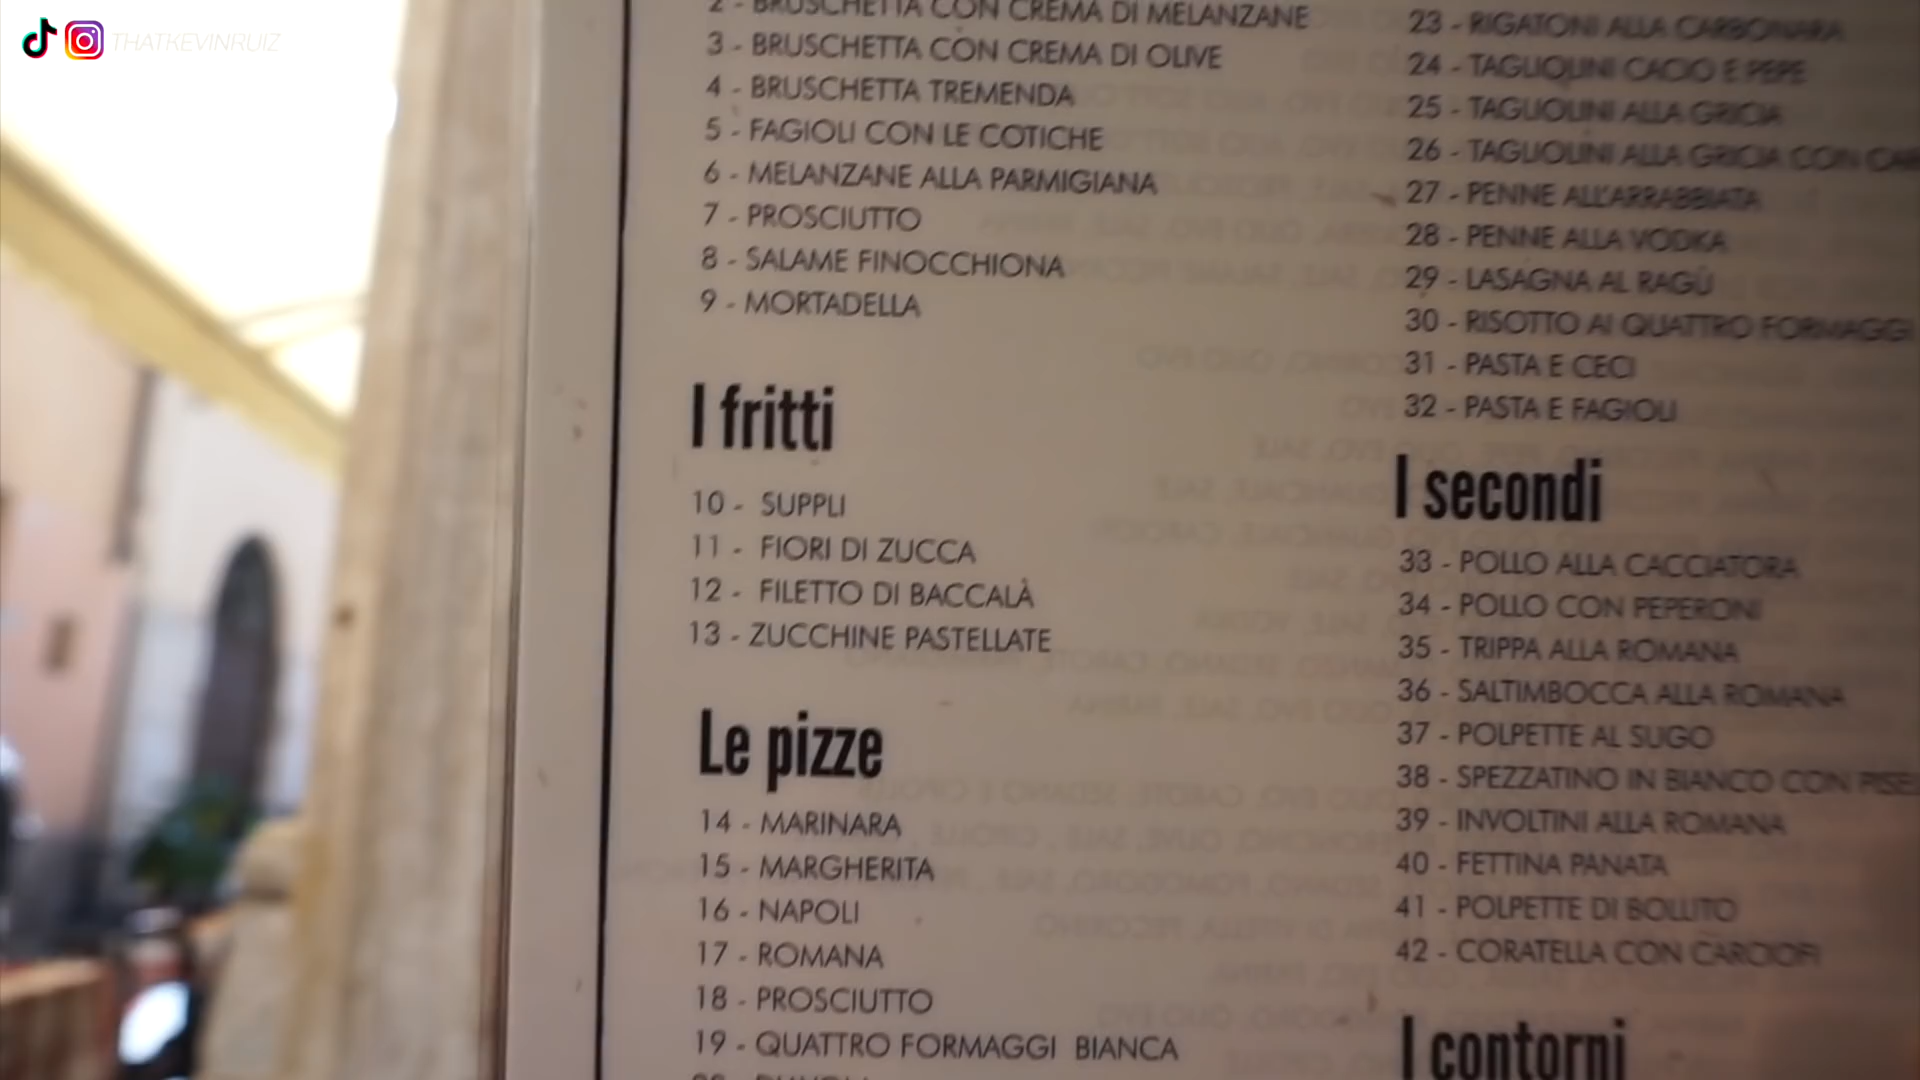 THATKEVINRUIZ
2 - BRUSCHETTA CON CREMA DI MELANZANE
3 - BRUSCHETTA CON CREMA DI OLIVE
4 - BRUSCHETTA TREMENDA
5 - FAGIOLI CON LE COTICHE
6 - MELANZANE ALLA PARMIGIANA
7 - PROSCIUTTO
8 - SALAME FINOCCHIONA
9 - MORTADELLA
I fritti
10 - SUPPLI
11 - FIORI DI ZUCCA
12 - FILETTO DI BACCALÀ
13 - ZUCCHINE PASTELLATE
Le pizze
14 - MARINARA
15 - MARGHERITA
16 - NAPOLI
17 - ROMANA
18 - PROSCIUTTO
19 - QUATTRO FORMAGGI BIANCA
23 - RIGATONI ALLA CARBONARA
24 - TAGLIOLINI CACIO E PEPE
25 - TAGLIOLINI ALLA GRICIA
26 - TAGLIOLINI ALLA GRICIA CON
27 - PENNE ALL'ARRABBIATA
28 - PENNE ALLA VODKA
29 - LASAGNA AL RAGÙ
30 - RISOTTO AI QUATTRO FORMAGGI
31 - PASTA E CECI
32 - PASTA E FAGIOLI
I secondi
33 - POLLO ALLA CACCIATORA
34 - POLLO CON PEPERONI
35 - TRIPPA ALLA ROMANA
36 - SALTIMBOCCA ALLA ROMANA
37 - POLPETTE AL SUGO
38 - SPEZZATINO IN BIANCO CON PISE
39 - INVOLTINI ALLA ROMANA
40 - FETTINA PANATA
41 - POLPETTE DI BOLLITO
42 - CORATELLA CON CARCIOFI
I contorni